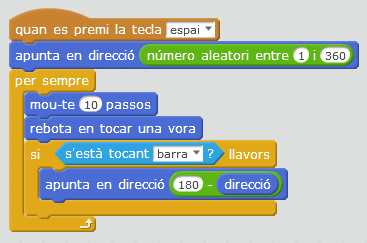 quan es premi la tecla espai
apunta en direcció número aleatori entre 1 i 360
per sempre
mou-te 10 passos
rebota en tocar una vora
si s'està tocant barra ? llavors
apunta en direcció 180 - direcció